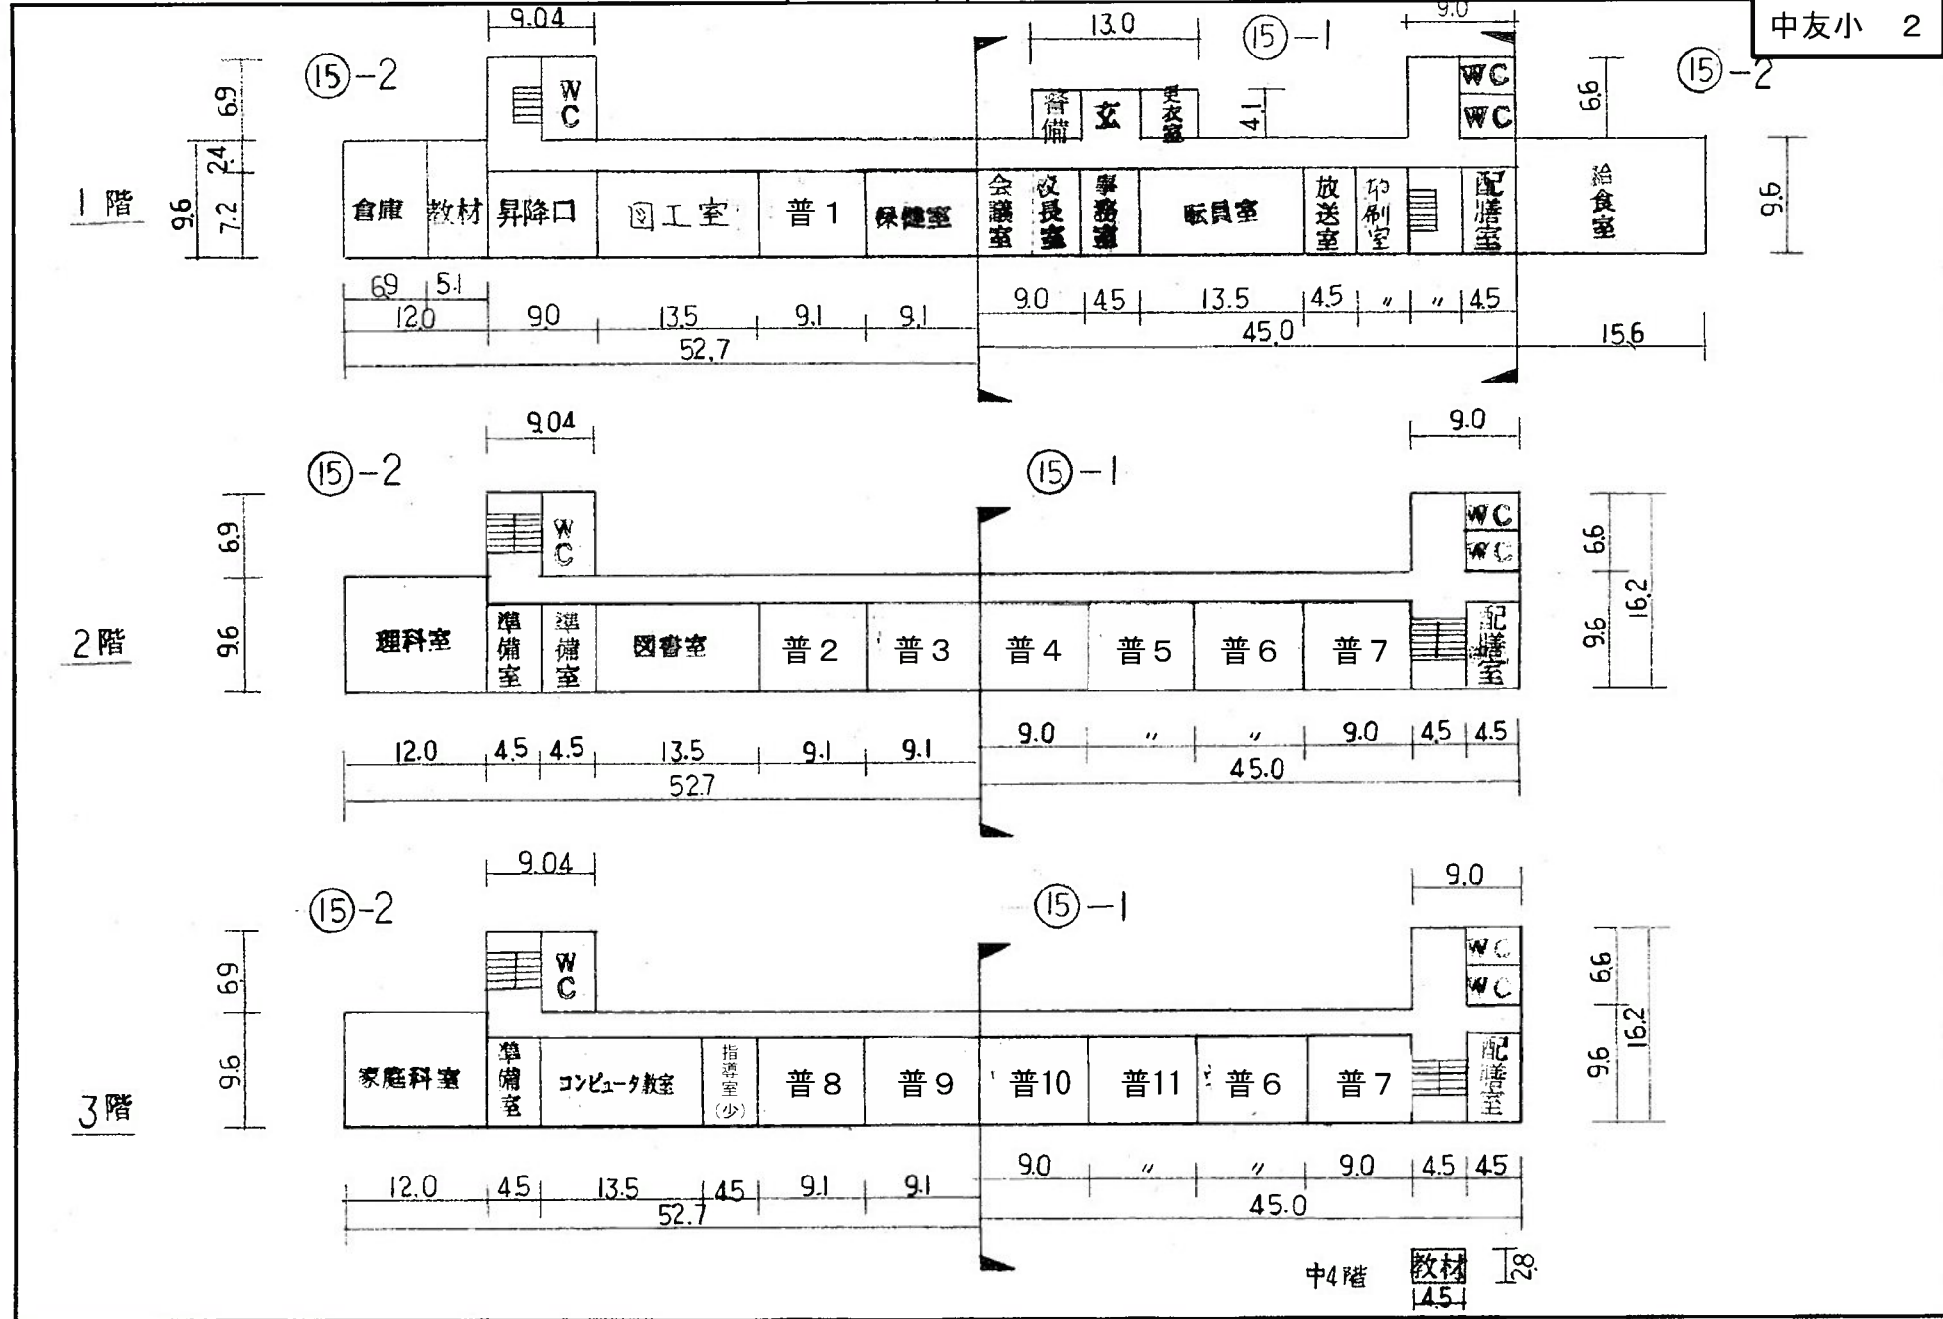 中友小 2
9.04
13.0
⑮-1
9.0
⑮-2
⑮-2
6.9
WC
警備
玄
更衣室
4.1
WC
WC
6.6
1階
9.6
2.4
7.2
倉庫
教材
昇降口
図工室
普1
保健室
会議室
校長室
事務室
転員室
放送室
印刷室
配膳室
給食室
9.6
6.9
5.1
12.0
9.0
13.5
9.1
9.1
52.7
9.0
4.5
13.5
4.5
〃
〃
4.5
45.0
15.6
9.04
9.0
⑮-2
⑮-1
6.9
WC
WC
WC
6.6
16.2
2階
9.6
理科室
準備室
準備室
図書室
普2
普3
普4
普5
普6
普7
配膳室
9.6
12.0
4.5
4.5
13.5
9.1
9.1
52.7
9.0
〃
〃
9.0
4.5
4.5
45.0
9.04
9.0
⑮-2
⑮-1
6.9
WC
WC
WC
6.6
16.2
3階
9.6
家庭科室
準備室
コンピュータ教室
指導室(少)
普8
普9
普10
普11
普6
普7
配膳室
9.6
12.0
4.5
13.5
4.5
9.1
9.1
52.7
9.0
〃
〃
9.0
4.5
4.5
45.0
中4階
教材
2.8
4.5